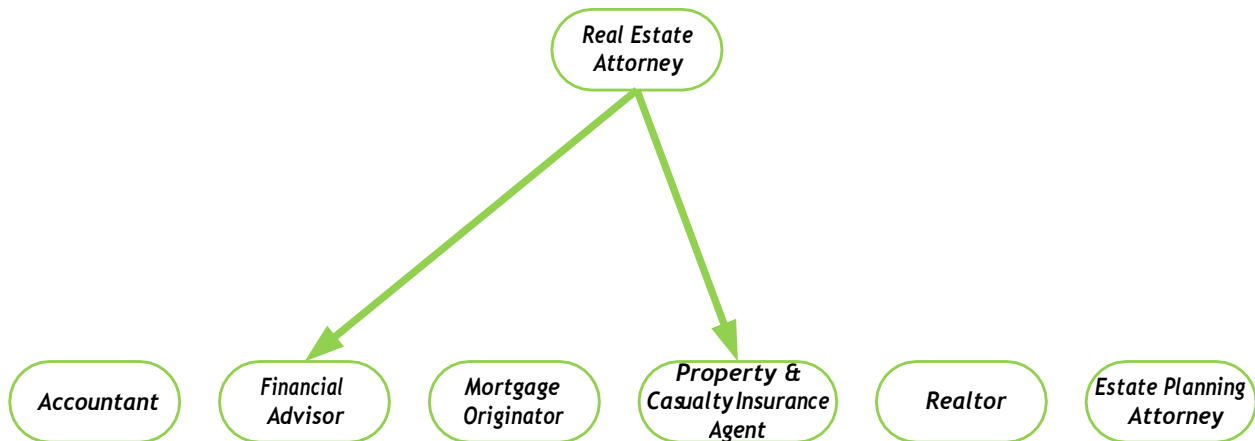 Real Estate
Attorney
Accountant
Financial
Advisor
Mortgage
Originator
Property &
Casualty Insurance
Agent
Realtor
Estate Planning
Attorney